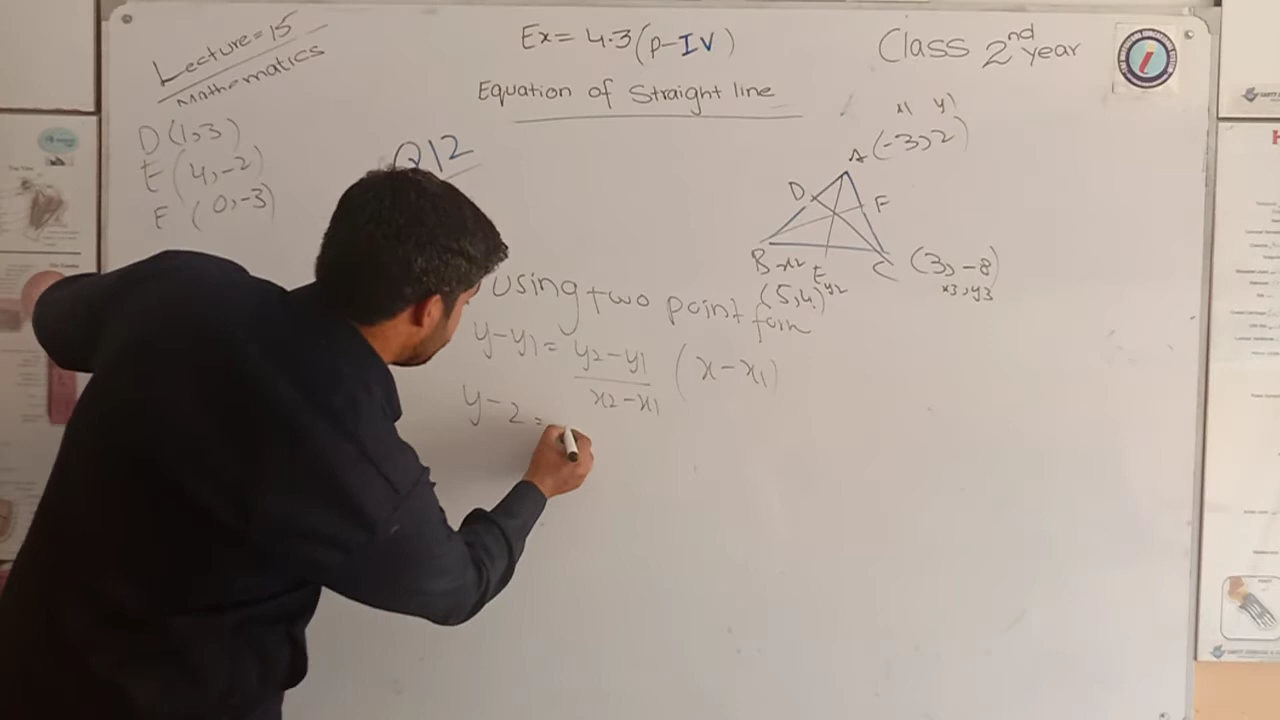 Lecture=15
Mathematics
Ex= 4.3(P-IV)
Class 2nd year
Equation of Straight line
D(1,3)
E(4,-2)
F(0,-3)
Q12
x1 y1
A(-3,2)
D
F
B x2 E C (3,-8)
(5,4) y2 x3,y3
using two point form
y-y1= y2-y1 (x-x1)
x2-x1
y-2=